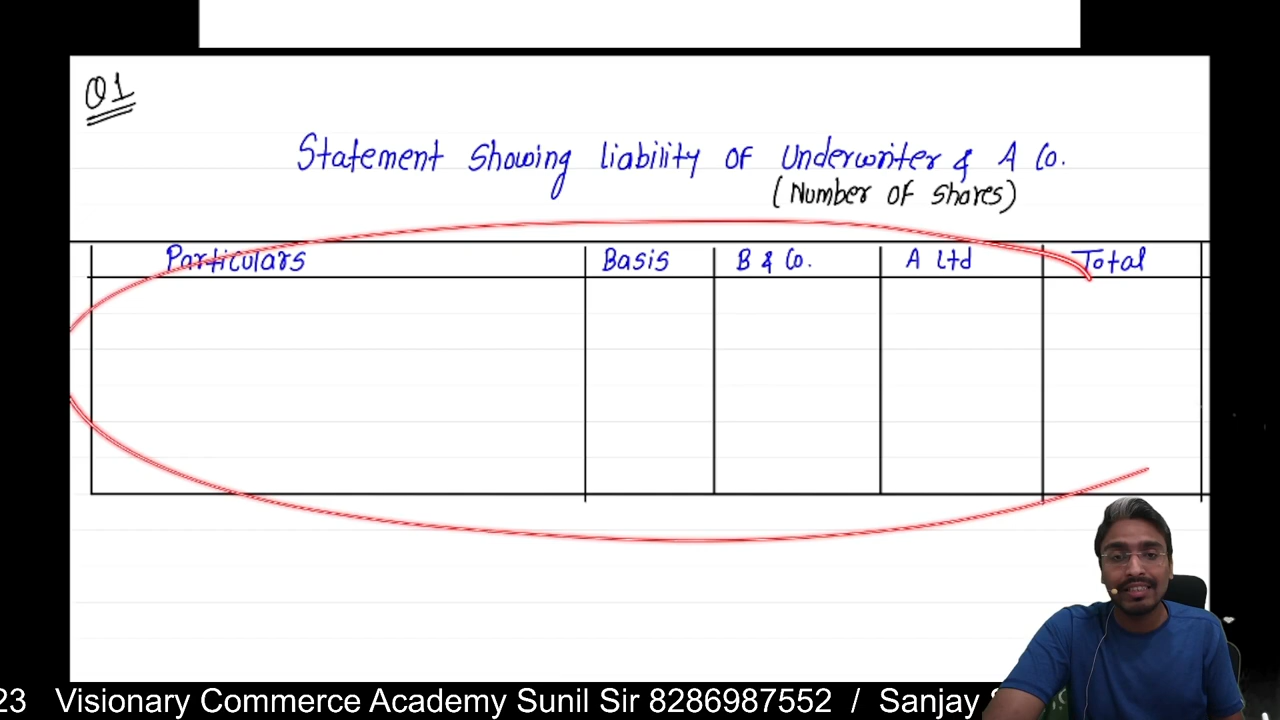 Q1
Statement Showing liability of Underwriter & A Co.
(Number of shares)
Particulars Basis B & Co. A Ltd Total
23 Visionary Commerce Academy Sunil Sir 8286987552 / Sanjay